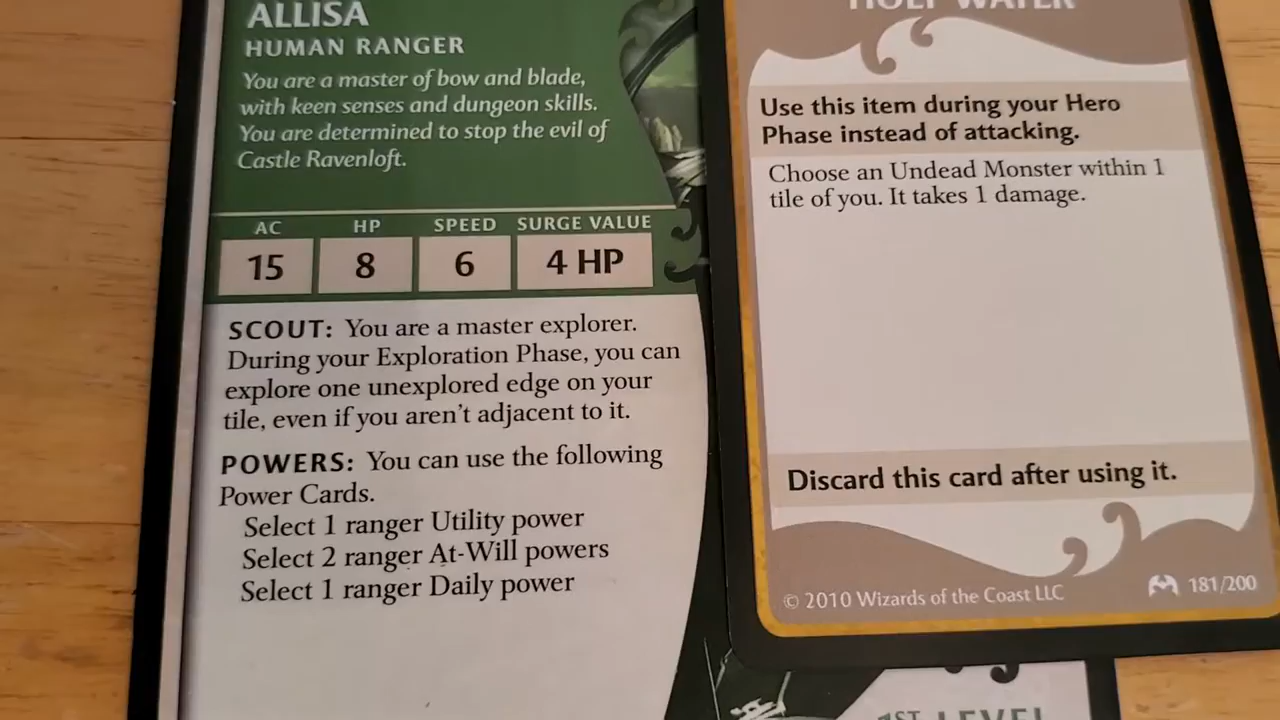 ALLISA
HUMAN RANGER
You are a master of bow and blade,
with keen senses and dungeon skills.
You are determined to stop the evil of
Castle Ravenloft.
AC HP SPEED SURGE VALUE
15 8 6 4 HP
SCOUT: You are a master explorer.
During your Exploration Phase, you can
explore one unexplored edge on your
tile, even if you aren't adjacent to it.
POWERS: You can use the following
Power Cards.
Select 1 ranger Utility power
Select 2 ranger At-Will powers
Select 1 ranger Daily power
HOLY WATER
Use this item during your Hero
Phase instead of attacking.
Choose an Undead Monster within 1
tile of you. It takes 1 damage.
Discard this card after using it.
© 2010 Wizards of the Coast LLC
181/200
1ST LEVEL